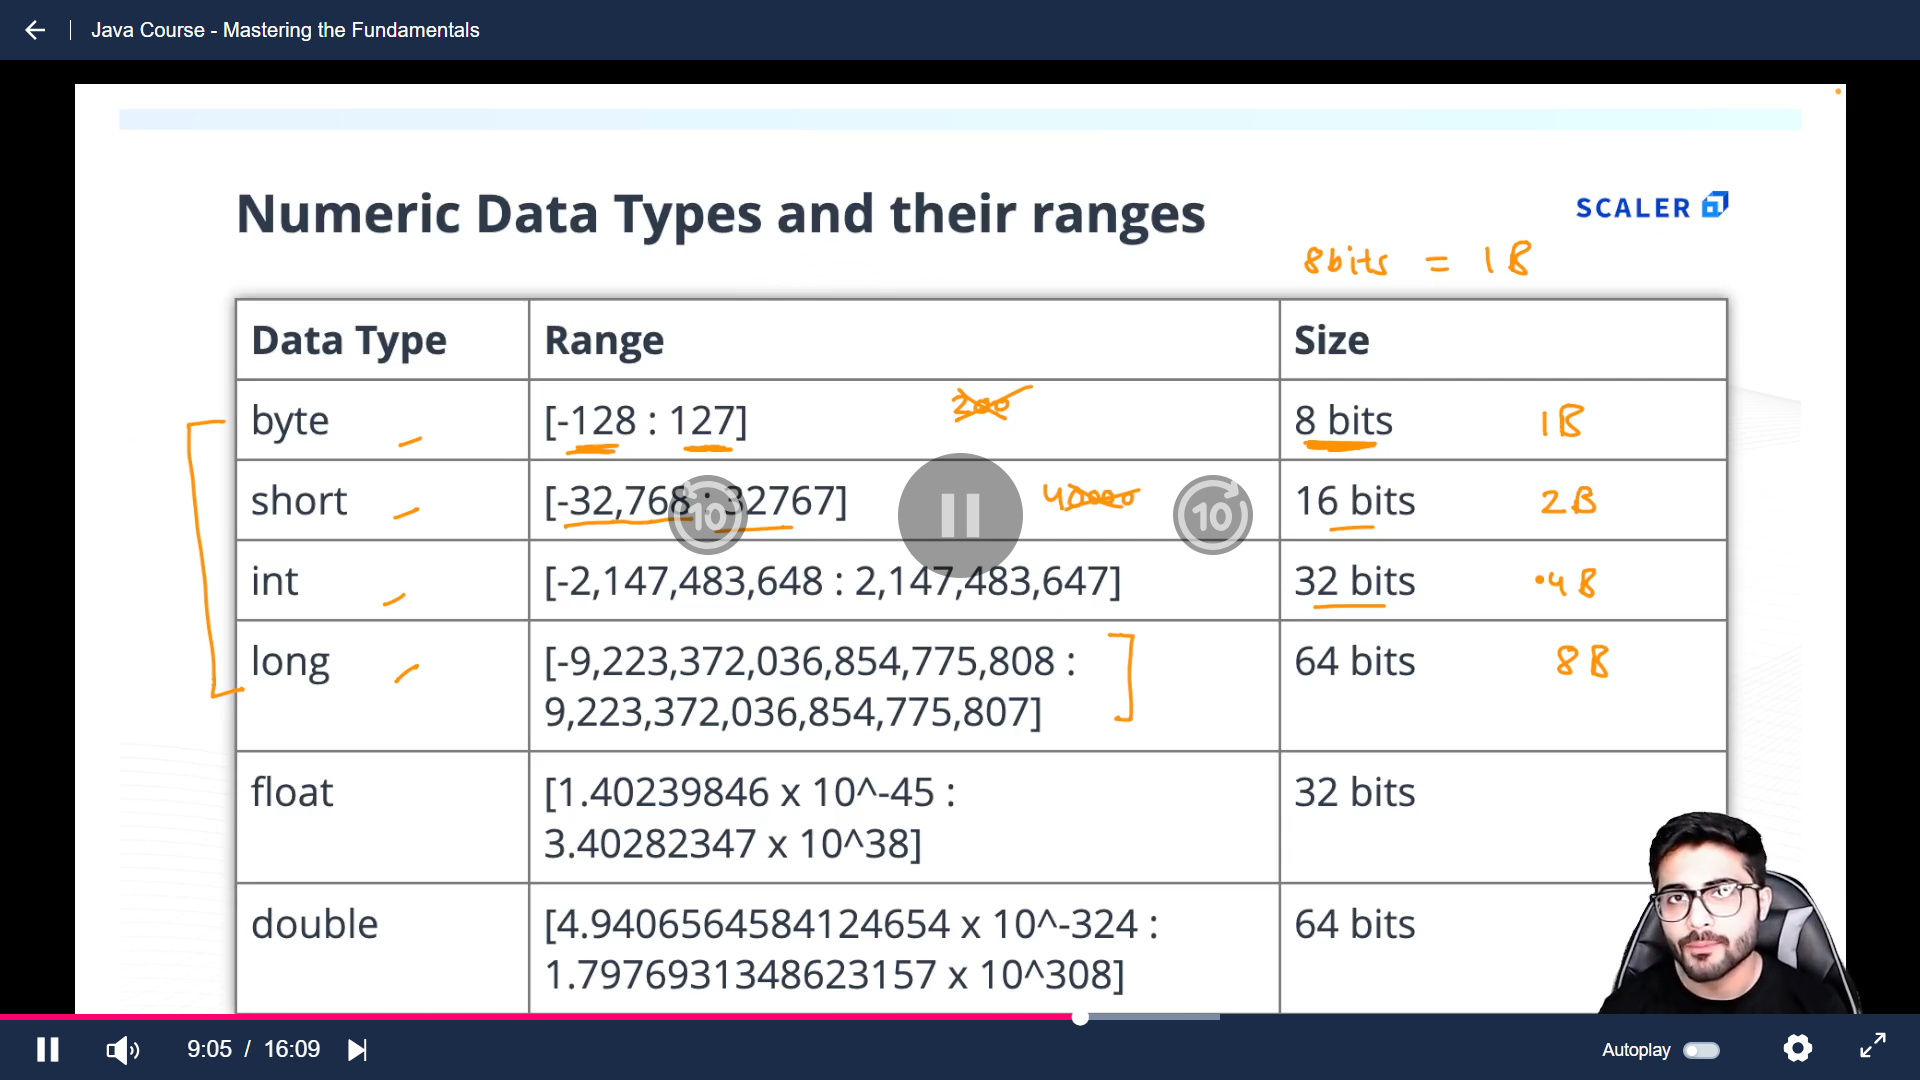 Java Course - Mastering the Fundamentals
Numeric Data Types and their ranges
SCALER
8bits = 1B
Data Type Range Size
byte [-128 : 127] 200 8 bits 1B
short [-32,768 : 32767] 40000 16 bits 2B
int [-2,147,483,648 : 2,147,483,647] 32 bits 4B
long [-9,223,372,036,854,775,808 : 64 bits 8B
9,223,372,036,854,775,807]
float [1.40239846 x 10^-45 : 32 bits
3.40282347 x 10^38]
double [4.9406564584124654 x 10^-324 : 64 bits
1.7976931348623157 x 10^308]
10 10
9:05 / 16:09 Autoplay